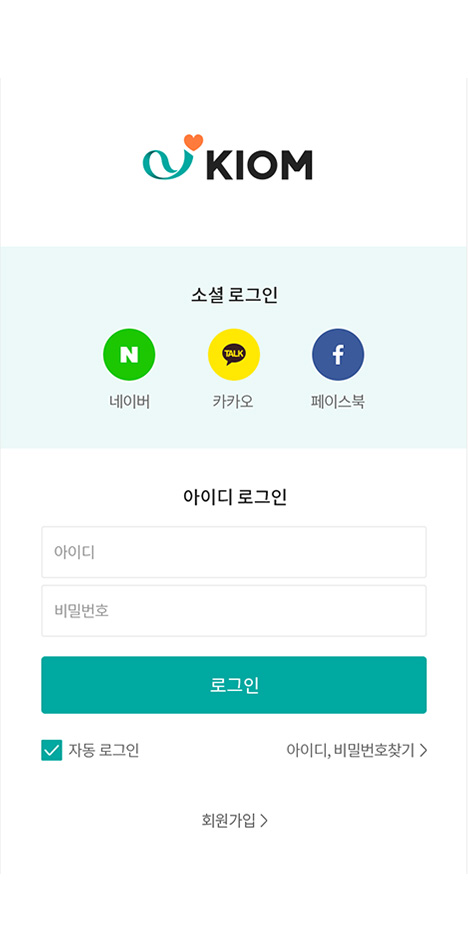 KIOM
소셜 로그인
N
TALK
f
네이버
카카오
페이스북
아이디 로그인
아이디
비밀번호
로그인
자동 로그인
아이디, 비밀번호찾기 >
회원가입 >